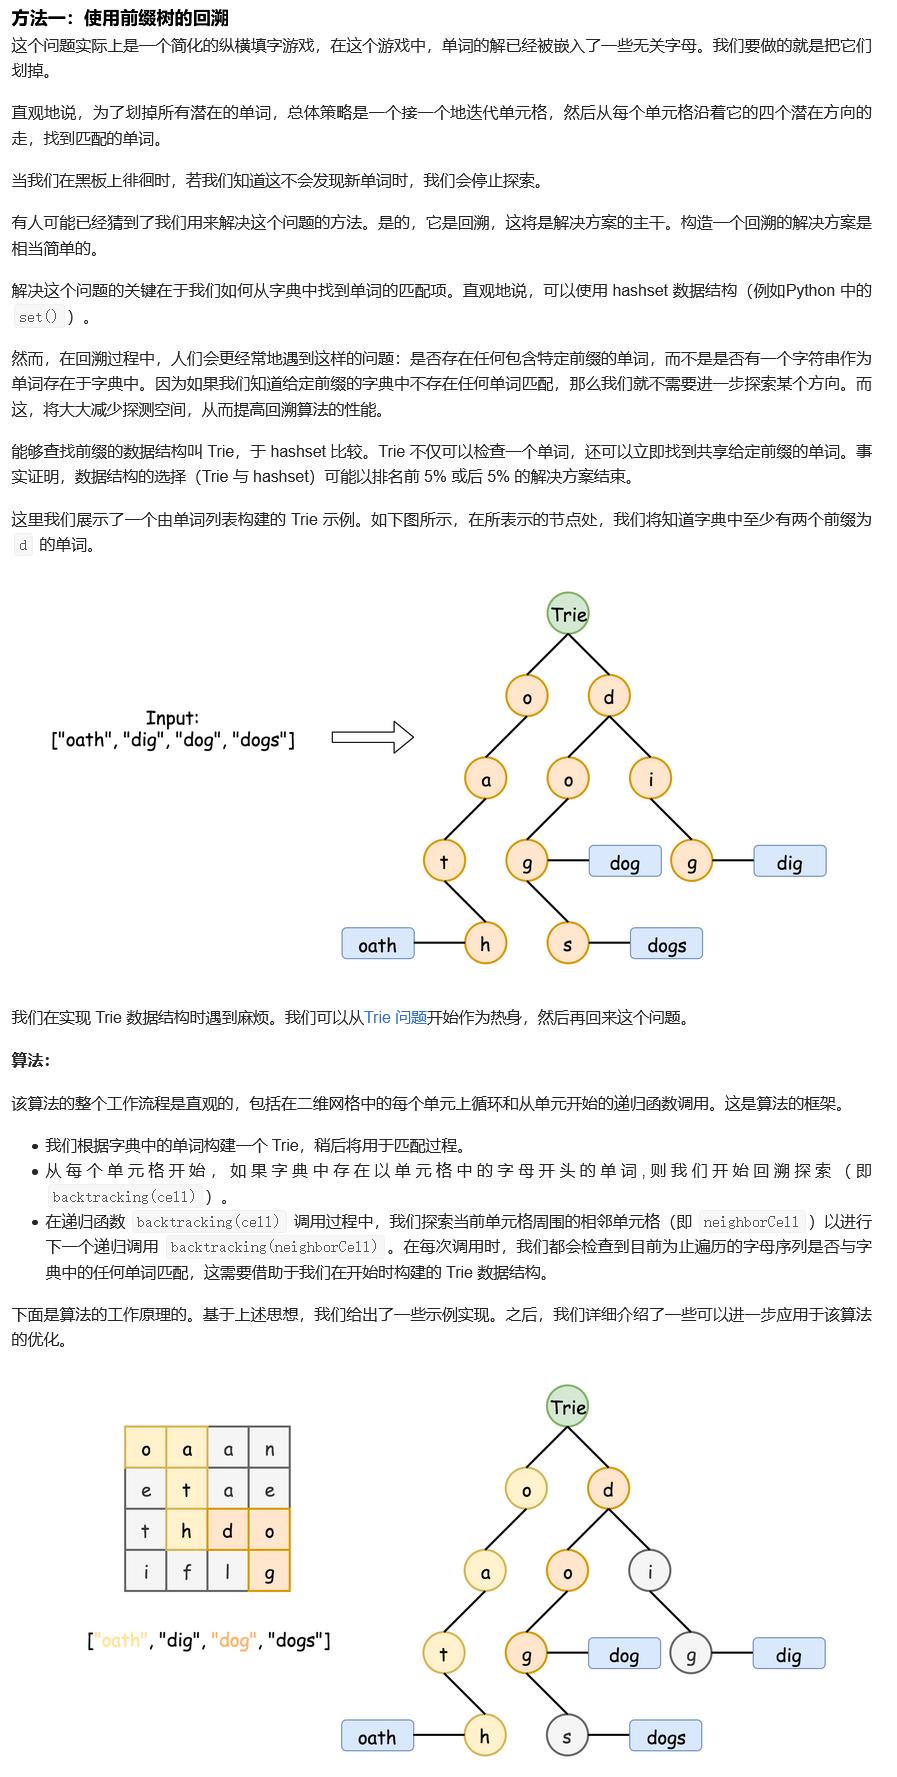 方法一：使用前缀树的回溯
这个问题实际上是一个简化的纵横填字游戏，在这个游戏中，单词的解已经被嵌入了一些无关字母。我们要做的就是把它们
划掉。
直观地说，为了划掉所有潜在的单词，总体策略是一个接一个地迭代单元格，然后从每个单元格沿着它的四个潜在方向的
走，找到匹配的单词。
当我们在黑板上徘徊时，若我们知道这不会发现新单词时，我们会停止探索。
有人可能已经猜到了我们用来解决这个问题的方法。是的，它是回溯，这将是解决方案的主干。构造一个回溯的解决方案是
相当简单的。
解决这个问题的关键在于我们如何从字典中找到单词的匹配项。直观地说，可以使用 hashset 数据结构（例如Python 中的
set() ）。
然而，在回溯过程中，人们会更经常地遇到这样的问题：是否存在任何包含特定前缀的单词，而不是是否有一个字符串作为
单词存在于字典中。因为如果我们知道给定前缀的字典中不存在任何单词匹配，那么我们就不需要进一步探索某个方向。而
这，将大大减少探测空间，从而提高回溯算法的性能。
能够查找前缀的数据结构叫 Trie，于 hashset 比较。Trie 不仅可以检查一个单词，还可以立即找到共享给定前缀的单词。事
实证明，数据结构的选择（Trie 与 hashset）可能以排名前 5% 或后 5% 的解决方案结束。
这里我们展示了一个由单词列表构建的 Trie 示例。如下图所示，在所表示的节点处，我们将知道字典中至少有两个前缀为
d 的单词。
Trie
o d
Input:
["oath", "dig", "dog", "dogs"]
a o i
t g dog g dig
oath h s dogs
我们在实现 Trie 数据结构时遇到麻烦。我们可以从Trie 问题开始作为热身，然后再回来这个问题。
算法：
该算法的整个工作流程是直观的，包括在二维网格中的每个单元上循环和从单元开始的递归函数调用。这是算法的框架。
• 我们根据字典中的单词构建一个 Trie，稍后将用于匹配过程。
• 从每个单元格开始，如果字典中存在以单元格中的字母开头的单词,则我们开始回溯探索（即
backtracking(cell) ）。
• 在递归函数 backtracking(cell) 调用过程中，我们探索当前单元格周围的相邻单元格（即 neighborCell ）以进行
下一个递归调用 backtracking(neighborCell) 。在每次调用时，我们都会检查到目前为止遍历的字母序列是否与字
典中的任何单词匹配，这需要借助于我们在开始时构建的 Trie 数据结构。
下面是算法的工作原理的。基于上述思想，我们给出了一些示例实现。之后，我们详细介绍了一些可以进一步应用于该算法
的优化。
o a a n
e t a e
t h d o
i f l g
["oath", "dig", "dog", "dogs"]
Trie
o d
a o i
t g dog g dig
oath h s dogs